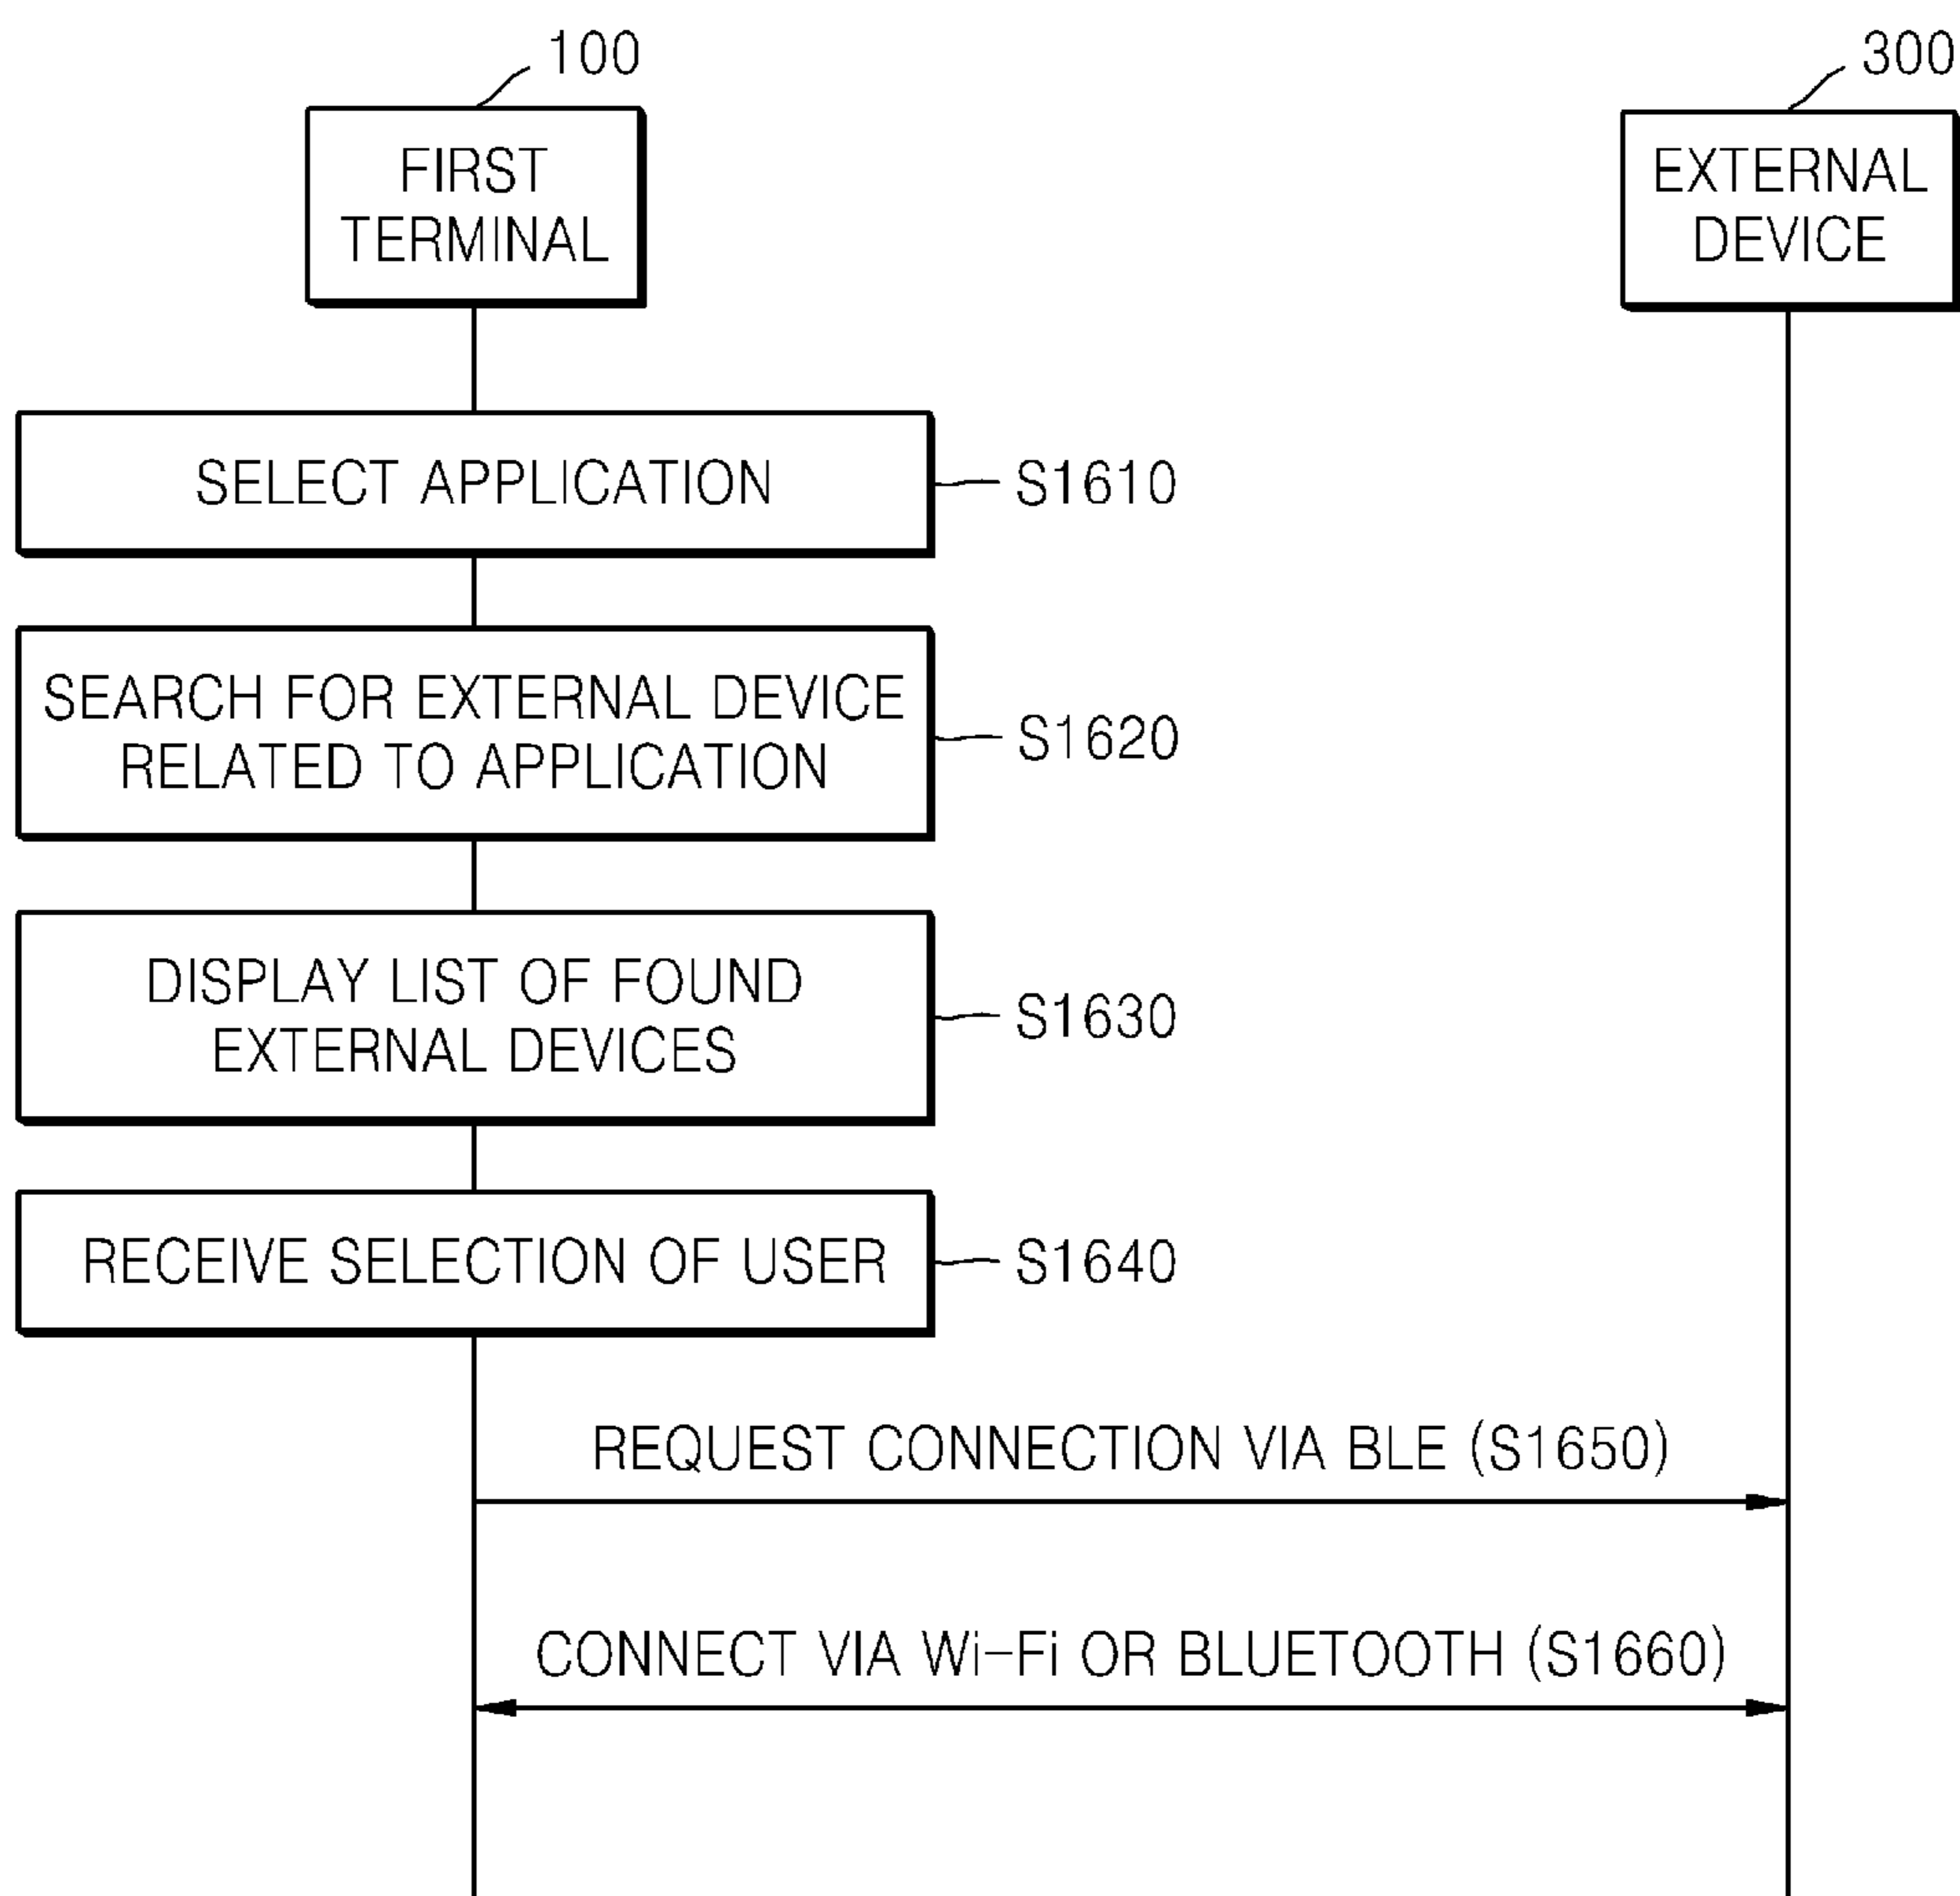 100
300
FIRST
TERMINAL
EXTERNAL
DEVICE
SELECT APPLICATION
S1610
SEARCH FOR EXTERNAL DEVICE
RELATED TO APPLICATION
S1620
DISPLAY LIST OF FOUND
EXTERNAL DEVICES
S1630
RECEIVE SELECTION OF USER
S1640
REQUEST CONNECTION VIA BLE (S1650)
CONNECT VIA Wi-Fi OR BLUETOOTH (S1660)